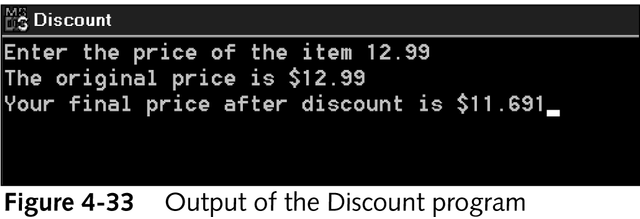 Discount
Enter the price of the item 12.99
The original price is $12.99
Your final price after discount is $11.691
Figure 4-33 Output of the Discount program